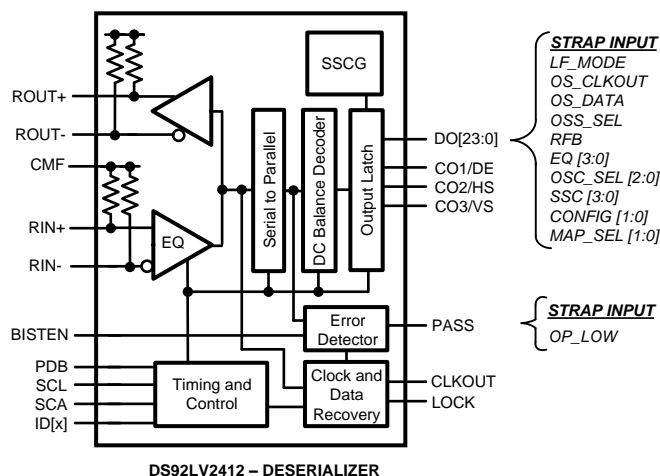 ROUT+
ROUT-
CMF
RIN+
RIN-
BISTEN
PDB
SCL
SCA
ID[x]
EQ
SSCG
Serial to Parallel
DC Balance Decoder
Output Latch
Error
Detector
Timing and
Control
Clock and
Data
Recovery
DO[23:0]
CO1/DE
CO2/HS
CO3/VS
PASS
CLKOUT
LOCK
STRAP INPUT
LF_MODE
OS_CLKOUT
OS_DATA
OSS_SEL
RFB
EQ [3:0]
OSC_SEL [2:0]
SSC [3:0]
CONFIG [1:0]
MAP_SEL [1:0]
STRAP INPUT
OP_LOW
DS92LV2412 – DESERIALIZER